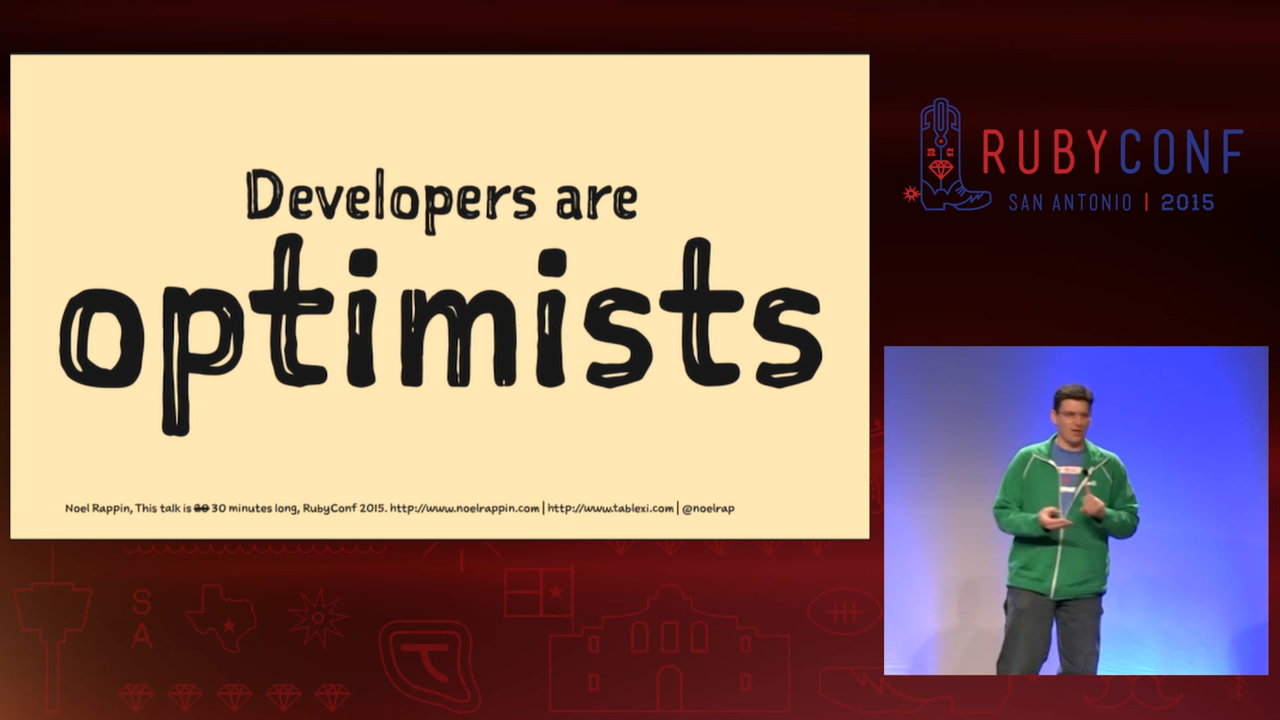 Developers are
optimists
Noel Rappin, This talk is 20 30 minutes long, RubyConf 2015. http://www.noelrappin.com | http://www.tablexi.com | @noelrap
RUBYCONF
SAN ANTONIO | 2015
S
A